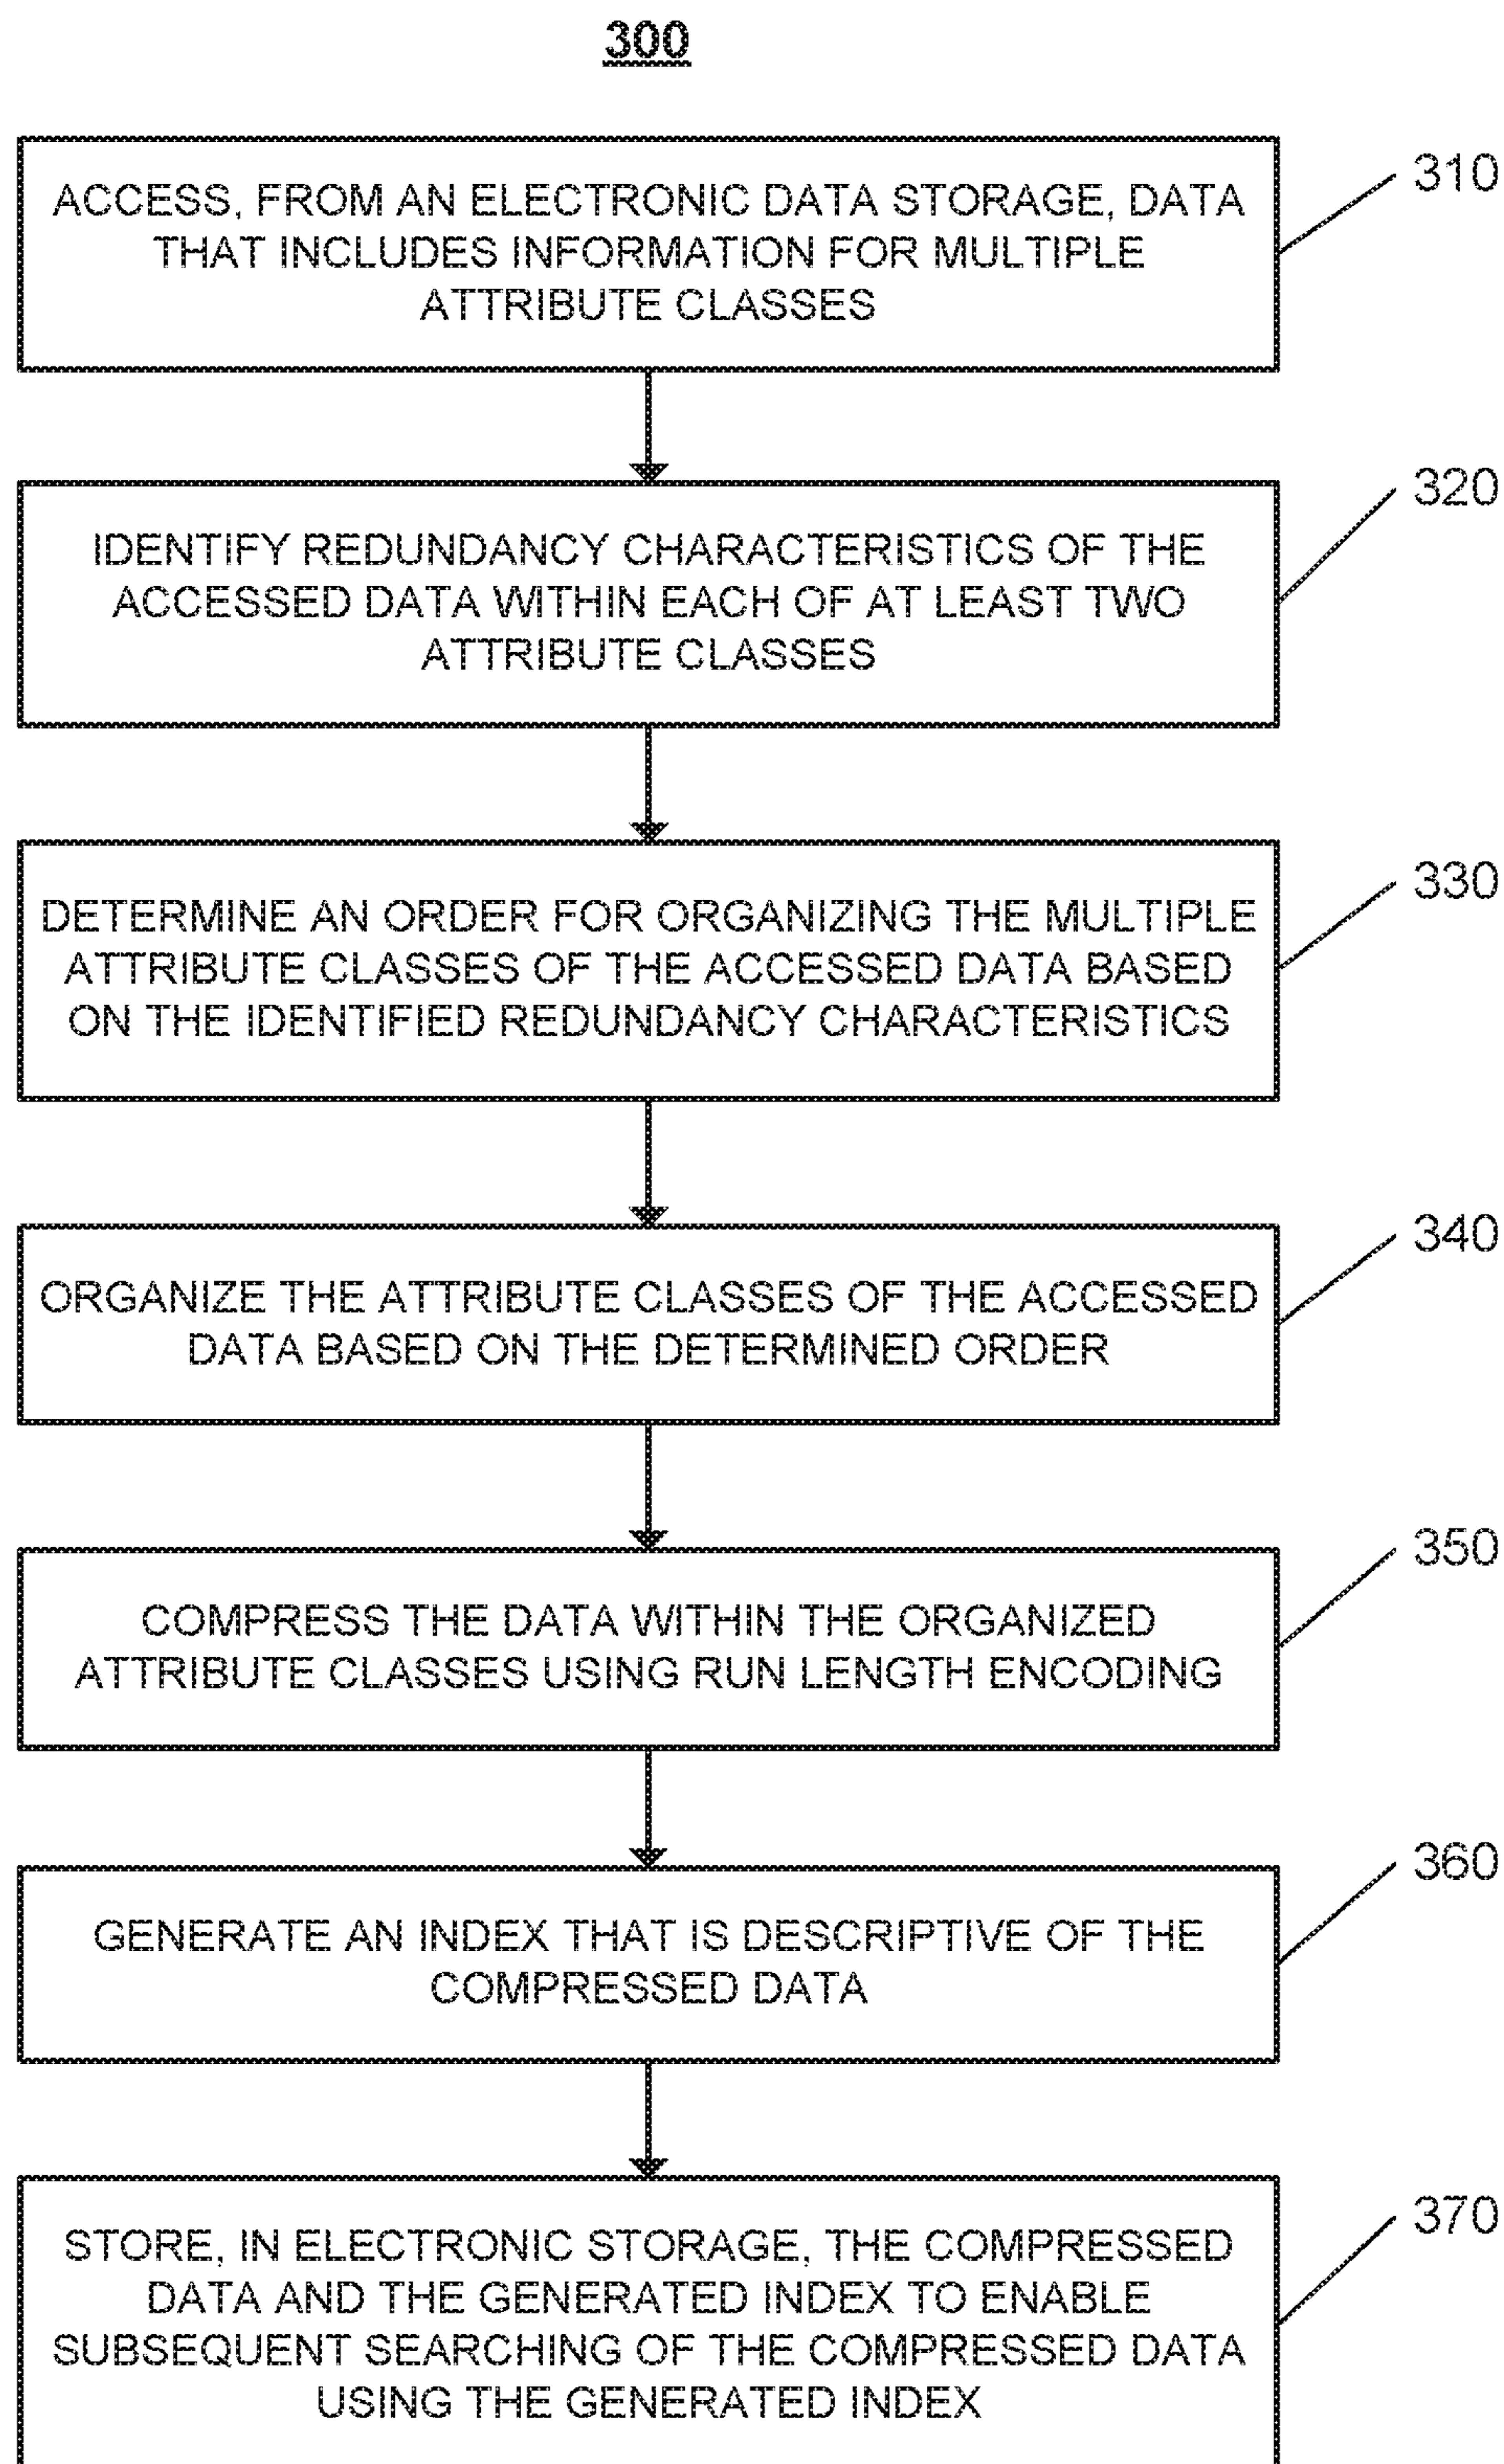 300
ACCESS, FROM AN ELECTRONIC DATA STORAGE, DATA
THAT INCLUDES INFORMATION FOR MULTIPLE
ATTRIBUTE CLASSES
310
IDENTIFY REDUNDANCY CHARACTERISTICS OF THE
ACCESSED DATA WITHIN EACH OF AT LEAST TWO
ATTRIBUTE CLASSES
320
DETERMINE AN ORDER FOR ORGANIZING THE MULTIPLE
ATTRIBUTE CLASSES OF THE ACCESSED DATA BASED
ON THE IDENTIFIED REDUNDANCY CHARACTERISTICS
330
ORGANIZE THE ATTRIBUTE CLASSES OF THE ACCESSED
DATA BASED ON THE DETERMINED ORDER
340
COMPRESS THE DATA WITHIN THE ORGANIZED
ATTRIBUTE CLASSES USING RUN LENGTH ENCODING
350
GENERATE AN INDEX THAT IS DESCRIPTIVE OF THE
COMPRESSED DATA
360
STORE, IN ELECTRONIC STORAGE, THE COMPRESSED
DATA AND THE GENERATED INDEX TO ENABLE
SUBSEQUENT SEARCHING OF THE COMPRESSED DATA
USING THE GENERATED INDEX
370